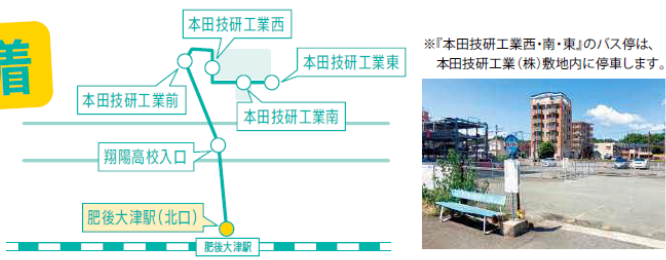 着
本田技研工業西
本田技研工業東
本田技研工業前
本田技研工業南
翔陽高校入口
肥後大津駅(北口)
肥後大津駅
※『本田技研工業西・南・東』のバス停は、
本田技研工業(株)敷地内に停車します。